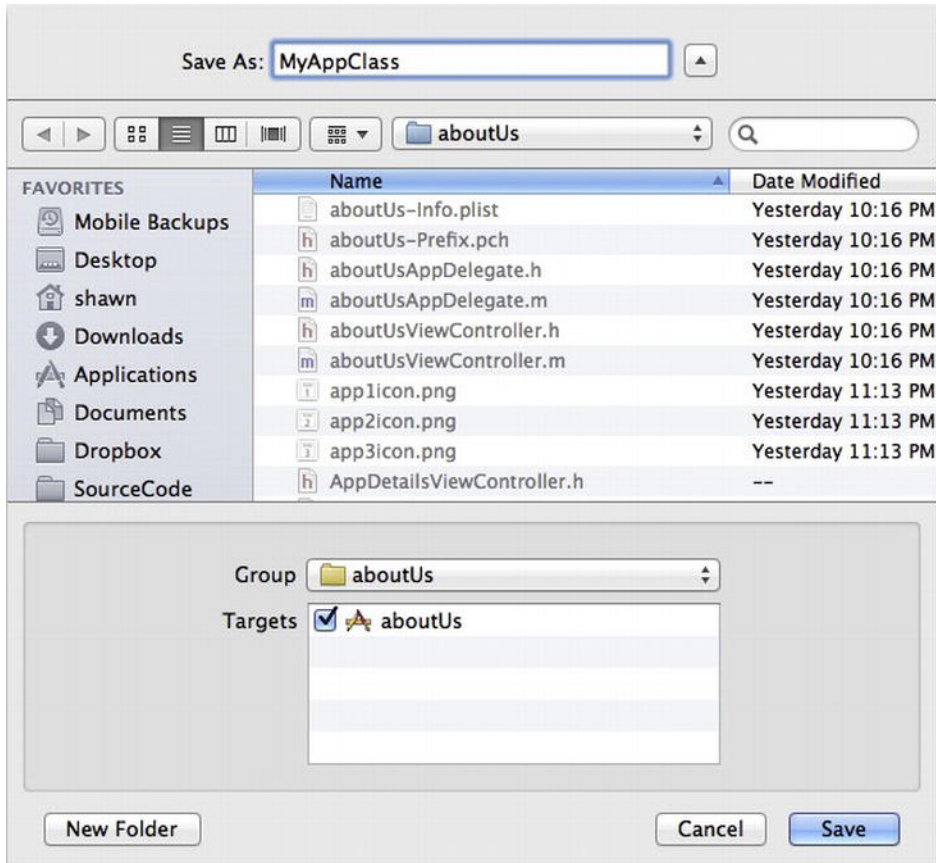 Save As: MyAppClass
aboutUs
FAVORITES Name Date Modified
Mobile Backups
Desktop
shawn
Downloads
Applications
Documents
Dropbox
SourceCode
aboutUs-Info.plist Yesterday 10:16 PM
aboutUs-Prefix.pch Yesterday 10:16 PM
aboutUsAppDelegate.h Yesterday 10:16 PM
aboutUsAppDelegate.m Yesterday 10:16 PM
aboutUsViewController.h Yesterday 10:16 PM
aboutUsViewController.m Yesterday 10:16 PM
app1icon.png Yesterday 11:13 PM
app2icon.png Yesterday 11:13 PM
app3icon.png Yesterday 11:13 PM
AppDetailsViewController.h --
Group aboutUs
Targets aboutUs
New Folder Cancel Save